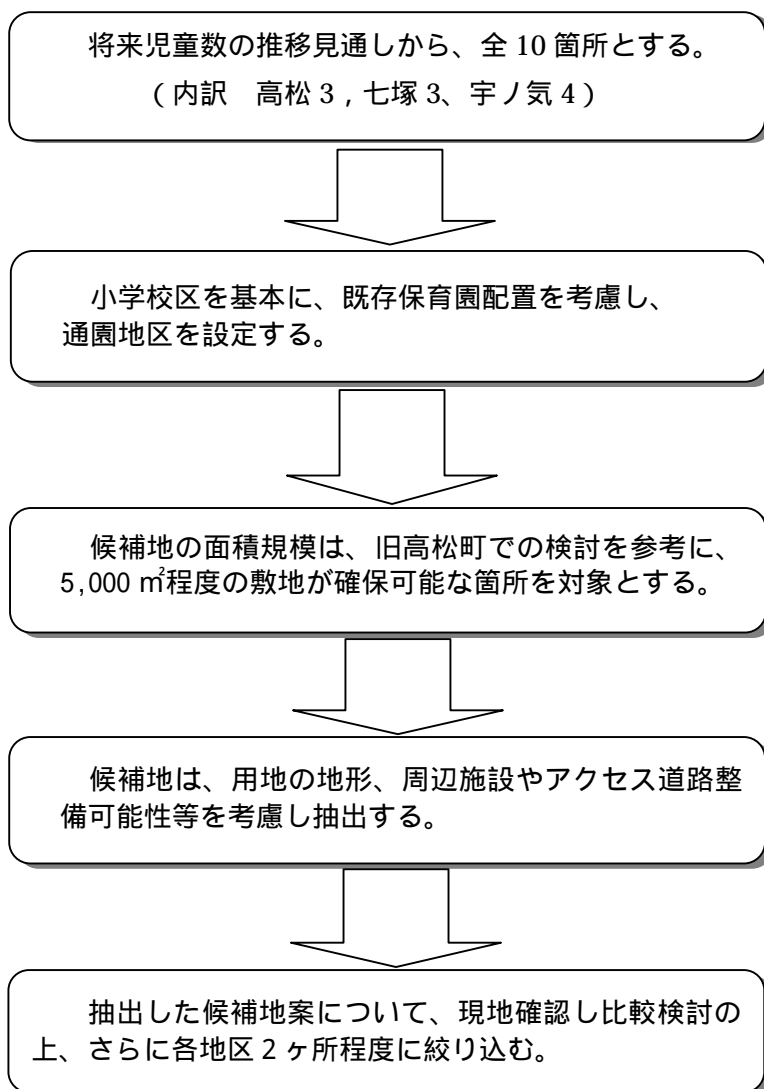 将来児童数の推移見通しから、全 10 箇所とする。
（内訳　高松 3 , 七塚 3、宇ノ気 4 ）
小学校区を基本に、既存保育園配置を考慮し、
通園地区を設定する。
候補地の面積規模は、旧高松町での検討を参考に、
5,000 ㎡程度の敷地が確保可能な箇所を対象とする。
候補地は、用地の地形、周辺施設やアクセス道路整
備可能性等を考慮し抽出する。
抽出した候補地案について、現地確認し比較検討の
上、さらに各地区 2 ヶ所程度に絞り込む。